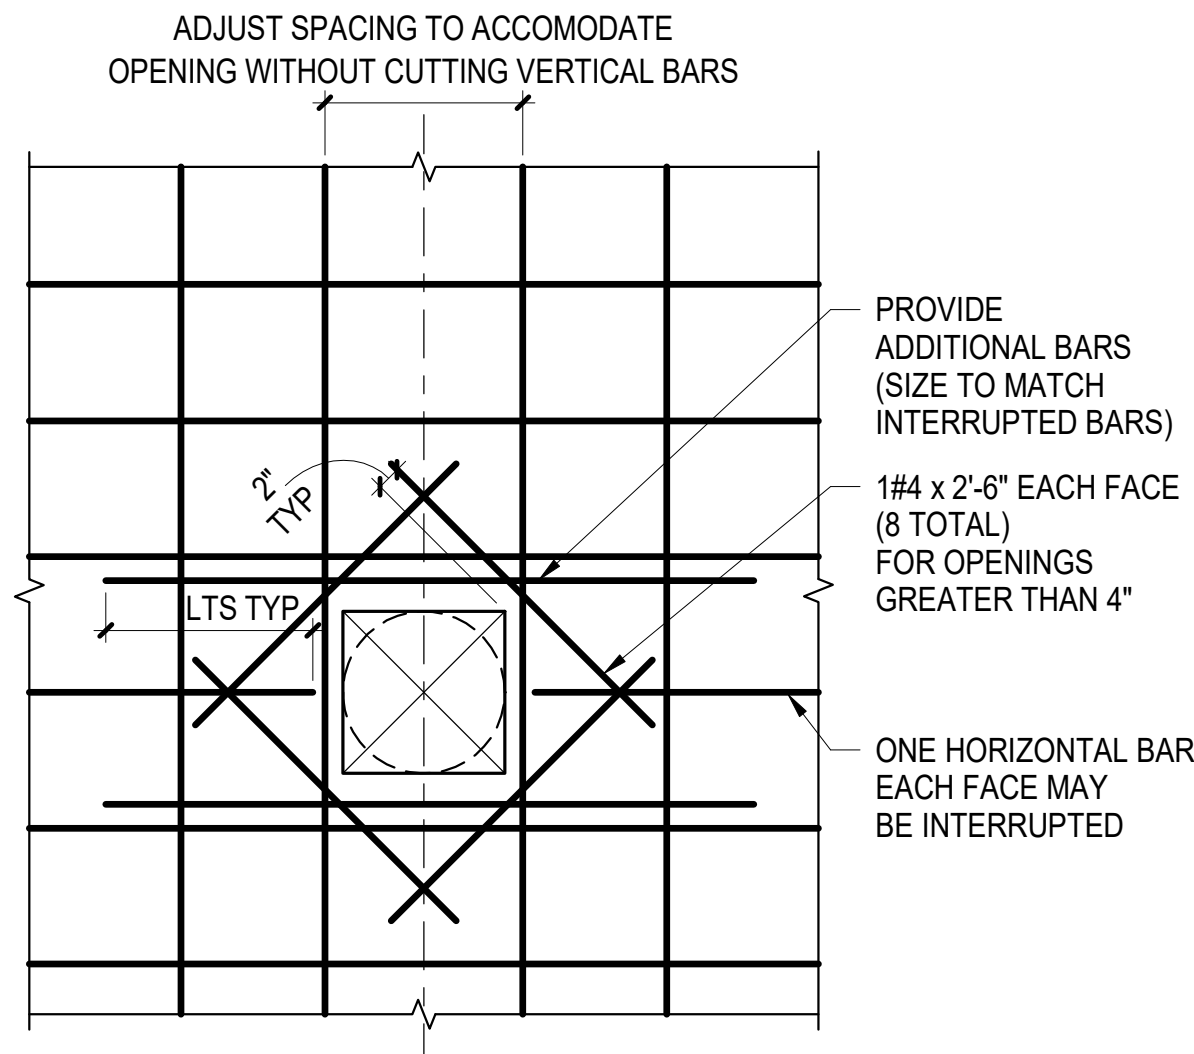 ADJUST SPACING TO ACCOMODATE
OPENING WITHOUT CUTTING VERTICAL BARS
PROVIDE
ADDITIONAL BARS
(SIZE TO MATCH
INTERRUPTED BARS)
2"
TYP
1#4 x 2'-6" EACH FACE
(8 TOTAL)
FOR OPENINGS
GREATER THAN 4"
LTS TYP
ONE HORIZONTAL BAR
EACH FACE MAY
BE INTERRUPTED